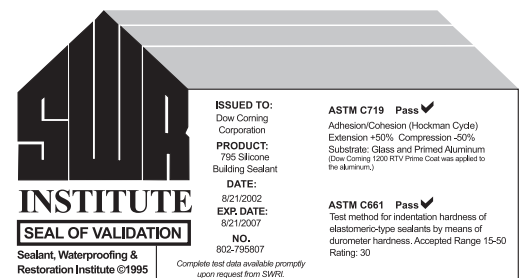 SWR
INSTITUTE
SEAL OF VALIDATION
Sealant, Waterproofing &
Restoration Institute ©1995
ISSUED TO:
Dow Corning
Corporation
PRODUCT:
795 Silicone
Building Sealant
DATE:
8/21/2002
EXP. DATE:
8/21/2007
NO.
802-795807
Complete test data available promptly
upon request from SWRI.
ASTM C719 Pass ✔
Adhesion/Cohesion (Hockman Cycle)
Extension +50% Compression -50%
Substrate: Glass and Primed Aluminum
(Dow Corning 1200 RTV Prime Coat was applied to
the aluminum.)
ASTM C661 Pass ✔
Test method for indentation hardness of
elastomeric-type sealants by means of
durometer hardness. Accepted Range 15-50
Rating: 30